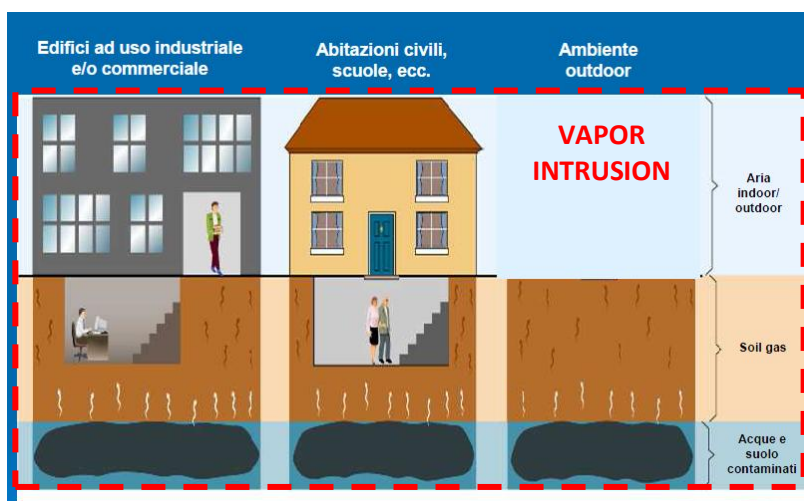 Edifici ad uso industriale
e/o commerciale
Abitazioni civili,
scuole, ecc.
Ambiente
outdoor
VAPOR
INTRUSION
Aria
indoor/
outdoor
Soil gas
Acque e
suolo
contaminati